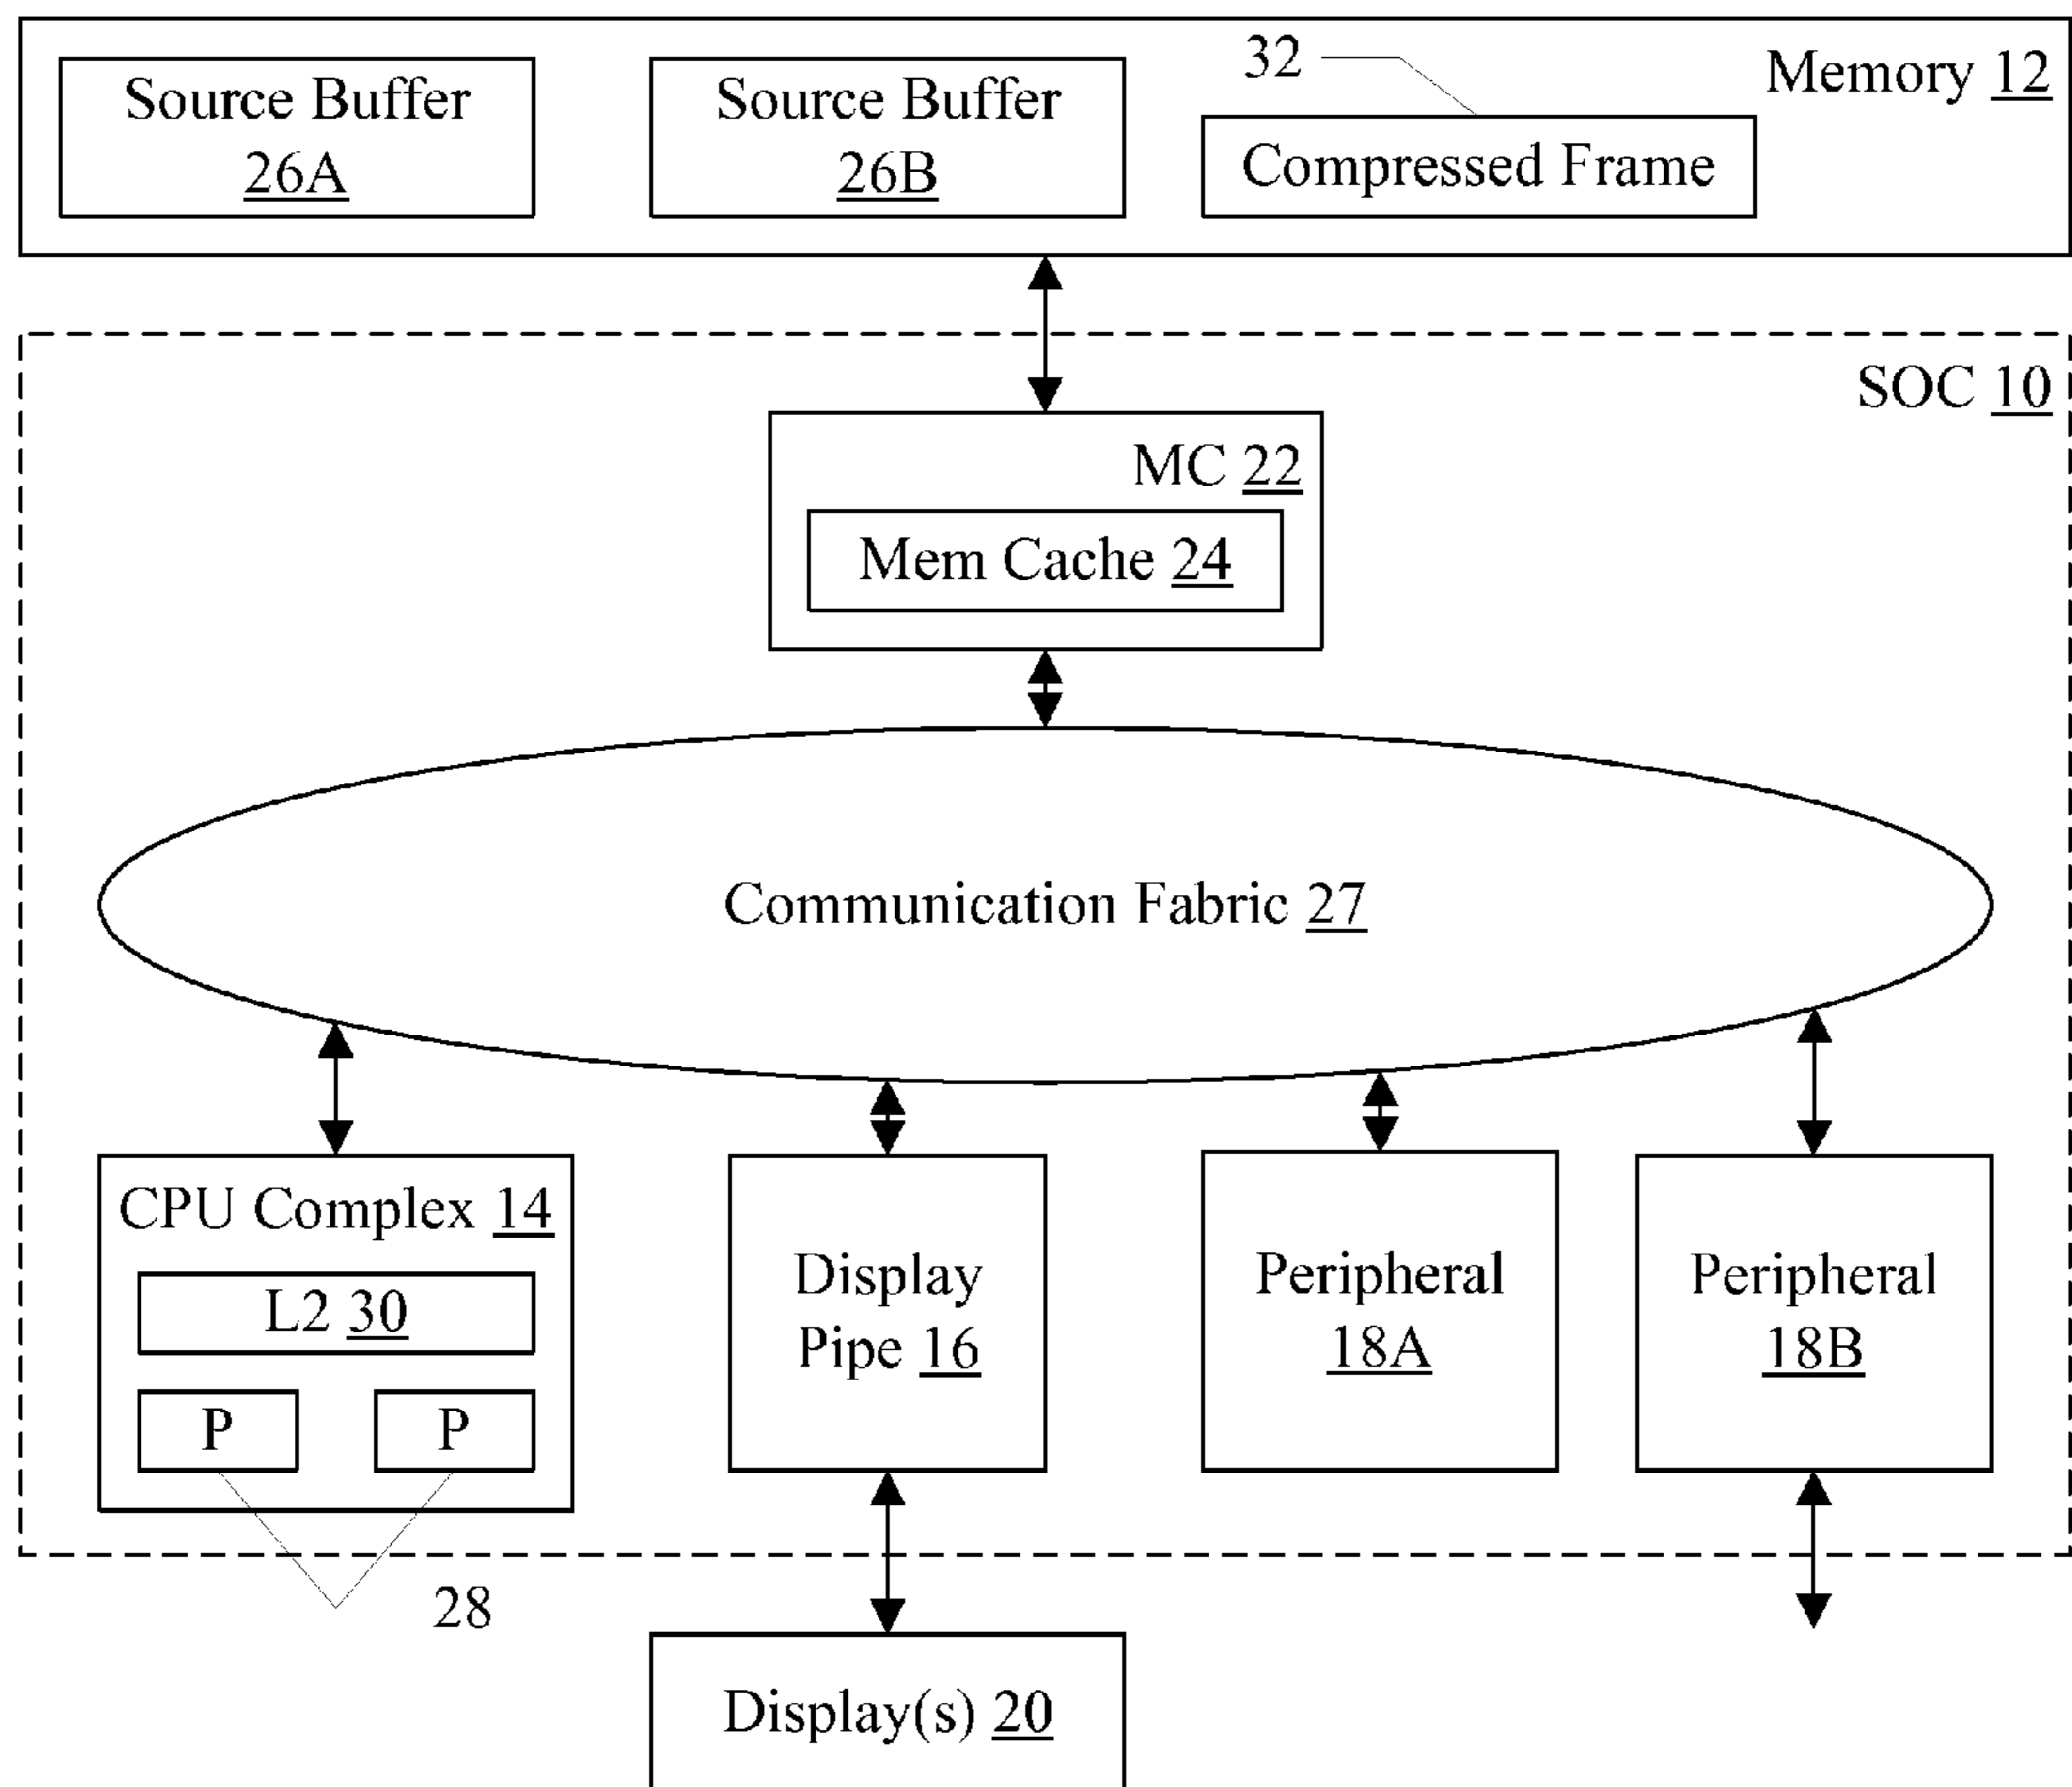 Source Buffer
26A
Source Buffer
26B
32
Compressed Frame
Memory 12
SOC 10
MC 22
Mem Cache 24
Communication Fabric 27
CPU Complex 14
L2 30
P
P
28
Display
Pipe 16
Peripheral
18A
Peripheral
18B
Display(s) 20